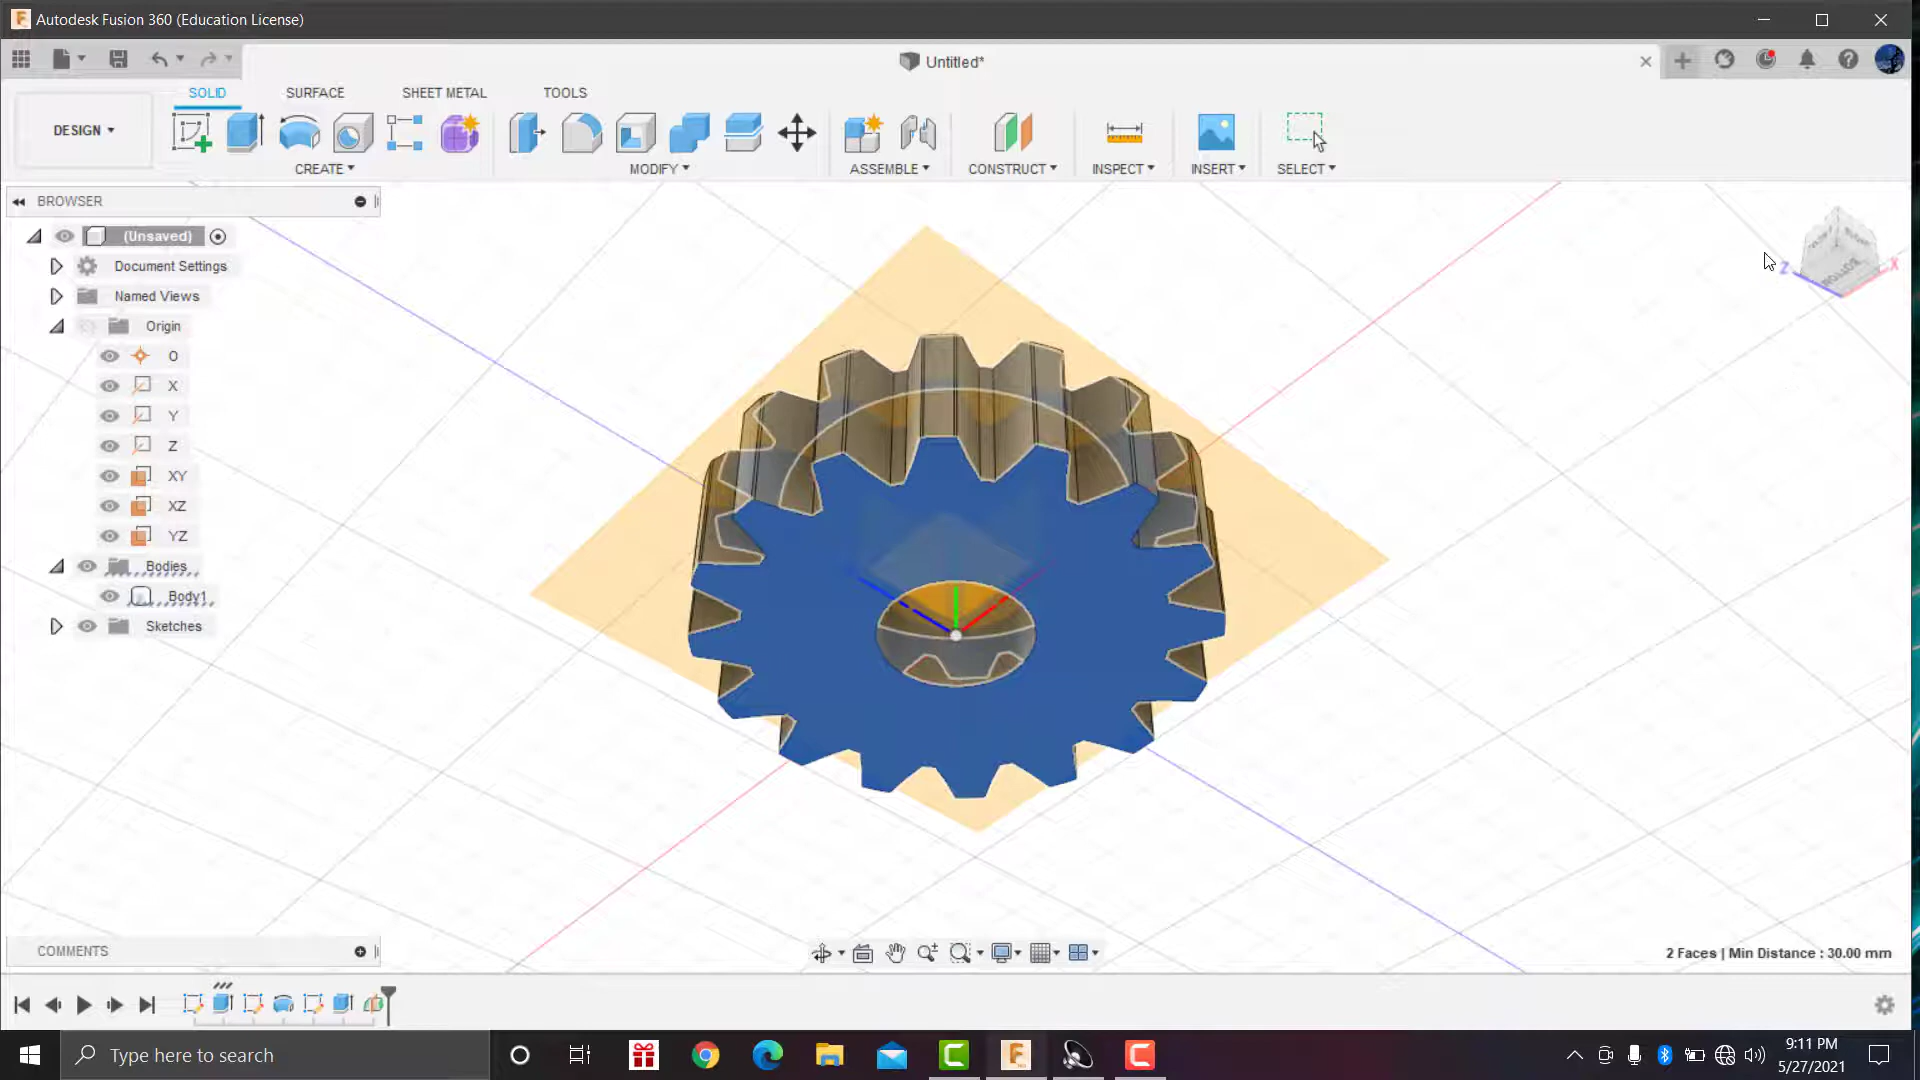 Autodesk Fusion 360 (Education License)
Untitled*
SOLID SURFACE SHEET METAL TOOLS
DESIGN
CREATE MODIFY ASSEMBLE CONSTRUCT INSPECT INSERT SELECT
BROWSER
(Unsaved)
Document Settings
Named Views
Origin
O
X
Y
Z
XY
XZ
YZ
Bodies
Body1
Sketches
Z X
BOTTOM
COMMENTS
2 Faces | Min Distance : 30.00 mm
Type here to search
9:11 PM
5/27/2021